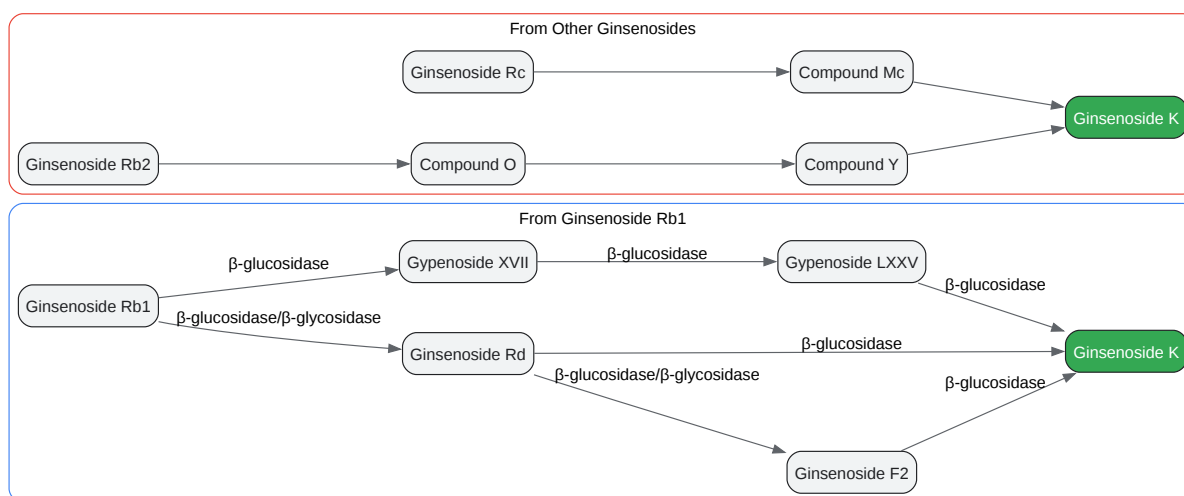 From Other Ginsenosides
Ginsenoside Rc
Compound Mc
Ginsenoside K
Ginsenoside Rb2
Compound O
Compound Y
From Ginsenoside Rb1
β-glucosidase
Gypenoside XVII
β-glucosidase
Gypenoside LXXV
β-glucosidase
Ginsenoside Rb1
β-glucosidase/β-glycosidase
Ginsenoside Rd
β-glucosidase
Ginsenoside K
β-glucosidase/β-glycosidase
β-glucosidase
Ginsenoside F2